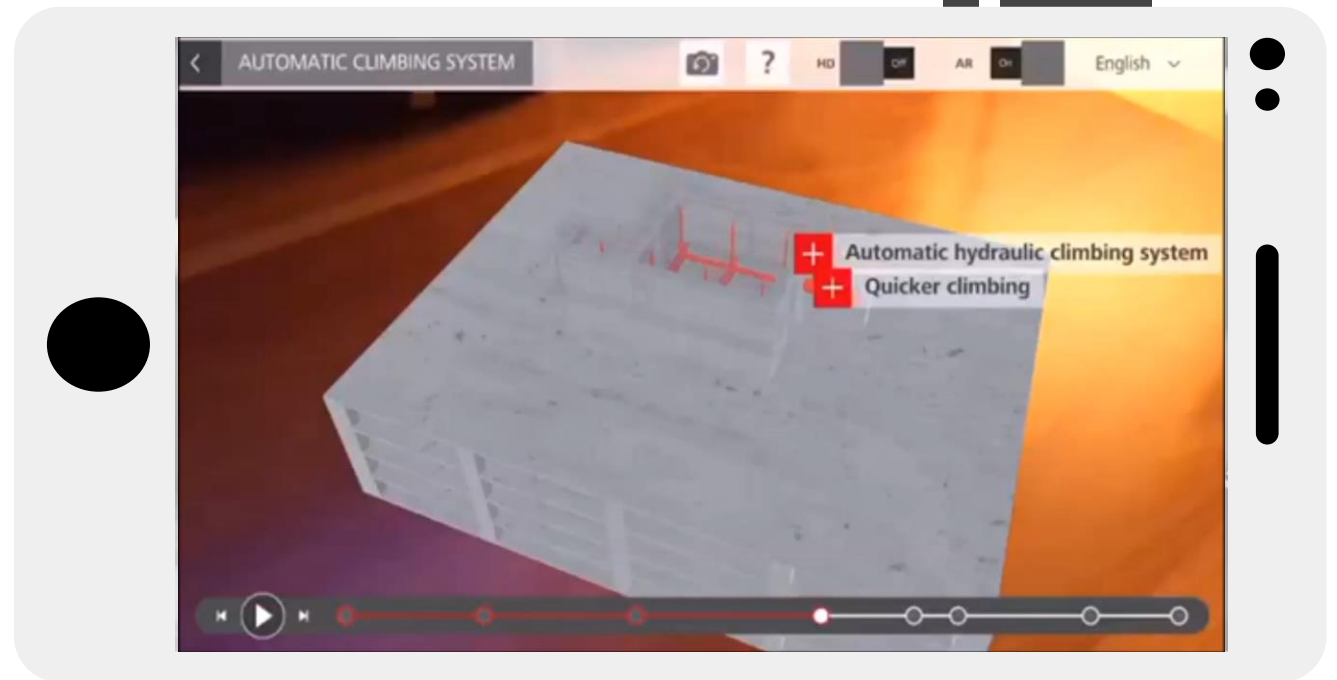 AUTOMATIC CLIMBING SYSTEM
?
HD
Off
AR
On
English
Automatic hydraulic climbing system
Quicker climbing